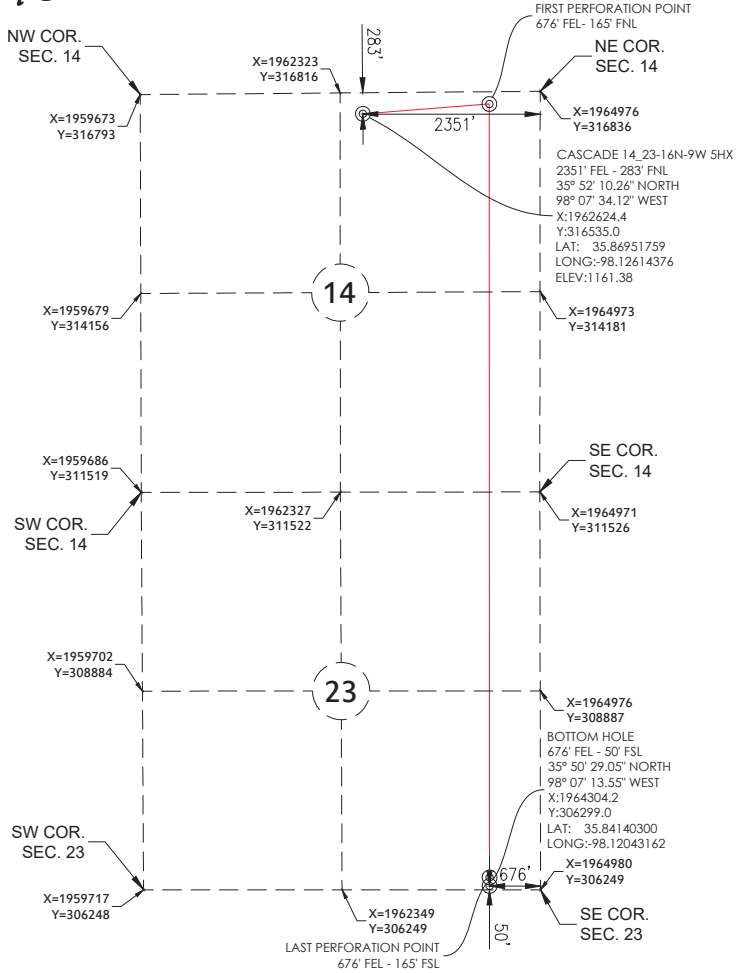 FIRST PERFORATION POINT
676' FEL- 165' FNL
NW COR.
SEC. 14
283'
NE COR.
SEC. 14
X=1962323
Y=316816
X=1959673
Y=316793
X=1964976
Y=316836
2351'
CASCADE 14_23-16N-9W 5HX
2351' FEL - 283' FNL
35° 52' 10.26" NORTH
98° 07' 34.12" WEST
X:1962624.4
Y:316535.0
LAT: 35.86951759
LONG:-98.12614376
ELEV:1161.38
14
X=1959679
Y=314156
X=1964973
Y=314181
X=1959686
Y=311519
SE COR.
SEC. 14
SW COR.
SEC. 14
X=1962327
Y=311522
X=1964971
Y=311526
X=1959702
Y=308884
23
X=1964976
Y=308887
BOTTOM HOLE
676' FEL - 50' FSL
35° 50' 29.05" NORTH
98° 07' 13.55" WEST
X:1964304.2
Y:306299.0
LAT: 35.84140300
LONG:-98.12043162
SW COR.
SEC. 23
676'
X=1964980
Y=306249
X=1959717
Y=306248
X=1962349
Y=306249
50'
SE COR.
SEC. 23
LAST PERFORATION POINT
676' FEL - 165' FSL